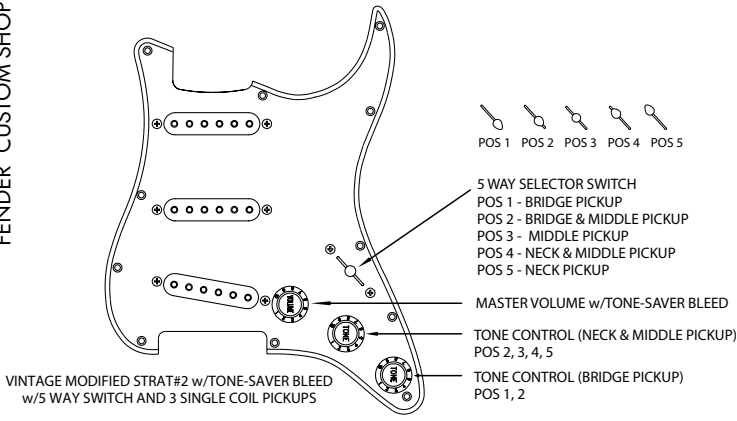 FENDER CUSTOM SHOP
POS 1 POS 2 POS 3 POS 4 POS 5
5 WAY SELECTOR SWITCH
POS 1 - BRIDGE PICKUP
POS 2 - BRIDGE & MIDDLE PICKUP
POS 3 - MIDDLE PICKUP
POS 4 - NECK & MIDDLE PICKUP
POS 5 - NECK PICKUP
VOLUME
MASTER VOLUME w/TONE-SAVER BLEED
TONE
TONE CONTROL (NECK & MIDDLE PICKUP)
POS 2, 3, 4, 5
TONE
TONE CONTROL (BRIDGE PICKUP)
POS 1, 2
VINTAGE MODIFIED STRAT#2 w/TONE-SAVER BLEED
w/5 WAY SWITCH AND 3 SINGLE COIL PICKUPS